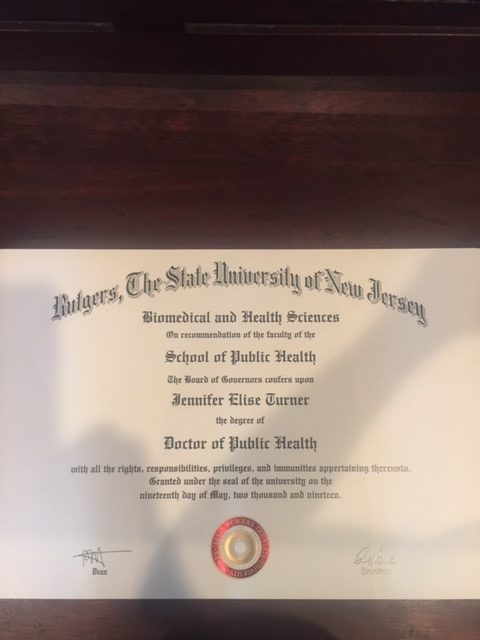 Rutgers, The State University of New Jersey
Biomedical and Health Sciences
On recommendation of the faculty of the
School of Public Health
The Board of Governors confers upon
Jennifer Elise Turner
the degree of
Doctor of Public Health
with all the rights, responsibilities, privileges, and immunities appertaining thereunto.
Granted under the seal of the university on the
nineteenth day of May, two thousand and nineteen.
Dean
President